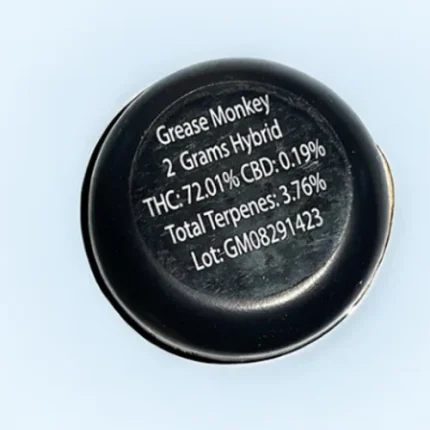 Grease Monkey
2 Grams Hybrid
THC: 72.01% CBD: 0.19%
Total Terpenes: 3.76%
Lot: GM08291423